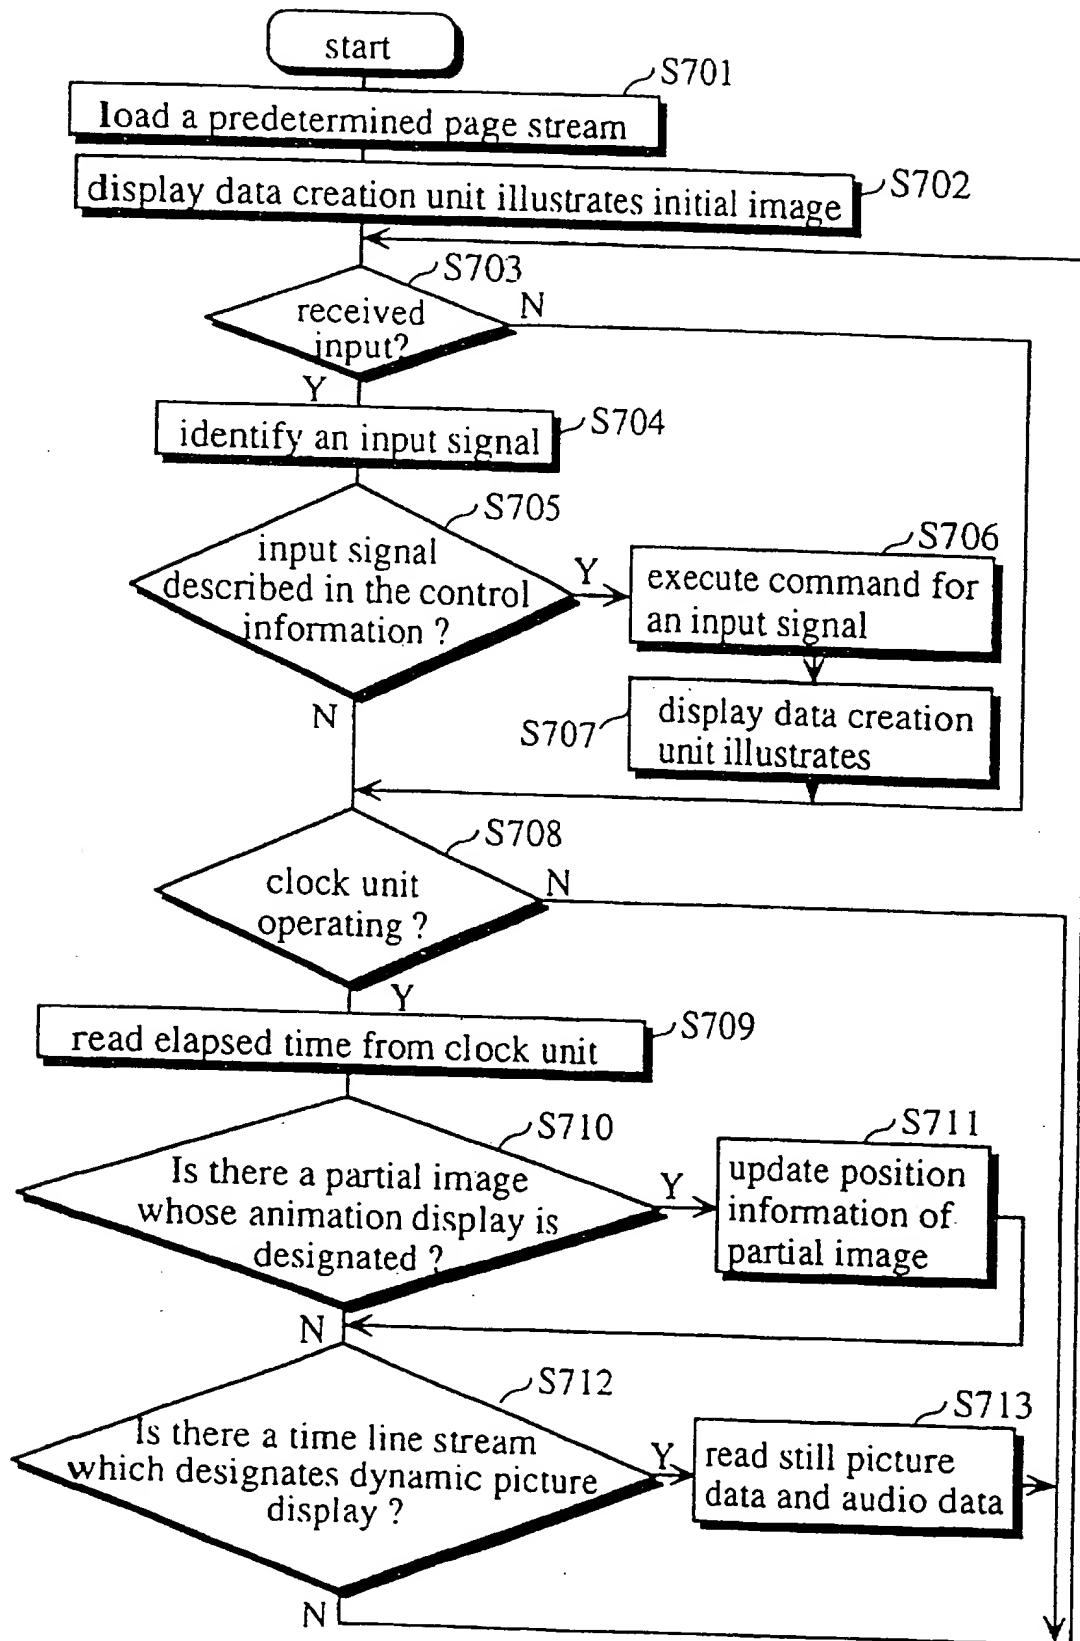 start
S701
load a predetermined page stream
S702
display data creation unit illustrates initial image
S703
received
input?
N
Y
S704
identify an input signal
S705
input signal
described in the control
information ?
Y
N
S706
execute command for
an input signal
S707
display data creation
unit illustrates
S708
clock unit
operating ?
N
Y
S709
read elapsed time from clock unit
S710
Is there a partial image
whose animation display is
designated ?
Y
N
S711
update position
information of
partial image
S712
Is there a time line stream
which designates dynamic picture
display ?
Y
N
S713
read still picture
data and audio data